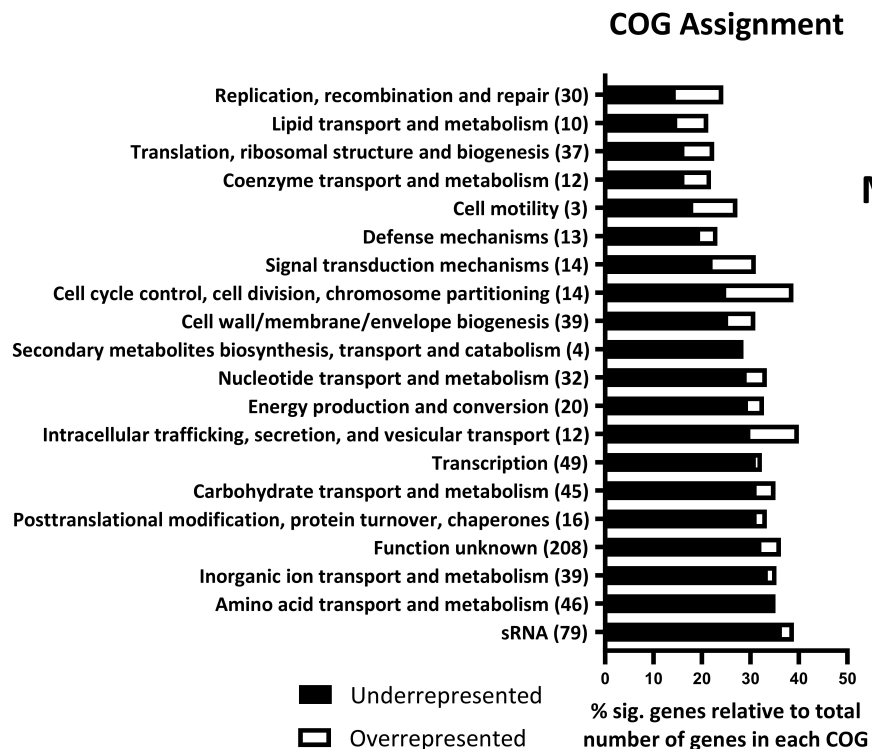 COG Assignment
Replication, recombination and repair (30)
Lipid transport and metabolism (10)
Translation, ribosomal structure and biogenesis (37)
Coenzyme transport and metabolism (12)
Cell motility (3)
Defense mechanisms (13)
Signal transduction mechanisms (14)
Cell cycle control, cell division, chromosome partitioning (14)
Cell wall/membrane/envelope biogenesis (39)
Secondary metabolites biosynthesis, transport and catabolism (4)
Nucleotide transport and metabolism (32)
Energy production and conversion (20)
Intracellular trafficking, secretion, and vesicular transport (12)
Transcription (49)
Carbohydrate transport and metabolism (45)
Posttranslational modification, protein turnover, chaperones (16)
Function unknown (208)
Inorganic ion transport and metabolism (39)
Amino acid transport and metabolism (46)
sRNA (79)
0 10 20 30 40 50
% sig. genes relative to total
number of genes in each COG
Underrepresented
Overrepresented